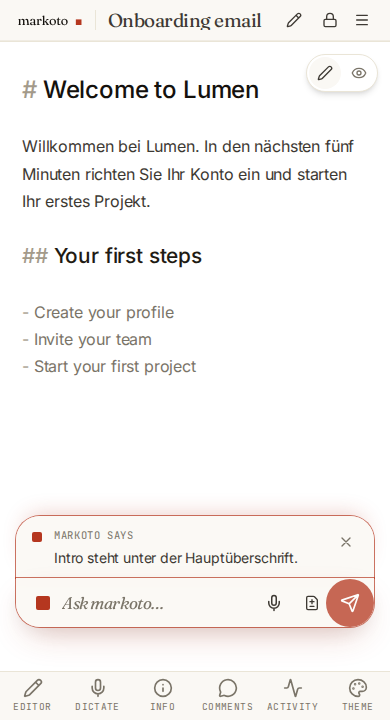 markoto
Onboarding email
# Welcome to Lumen
Willkommen bei Lumen. In den nächsten fünf
Minuten richten Sie Ihr Konto ein und starten
Ihr erstes Projekt.
## Your first steps
- Create your profile
- Invite your team
- Start your first project
MARKOTO SAYS
Intro steht unter der Hauptüberschrift.
Ask markoto...
EDITOR DICTATE INFO COMMENTS ACTIVITY THEME